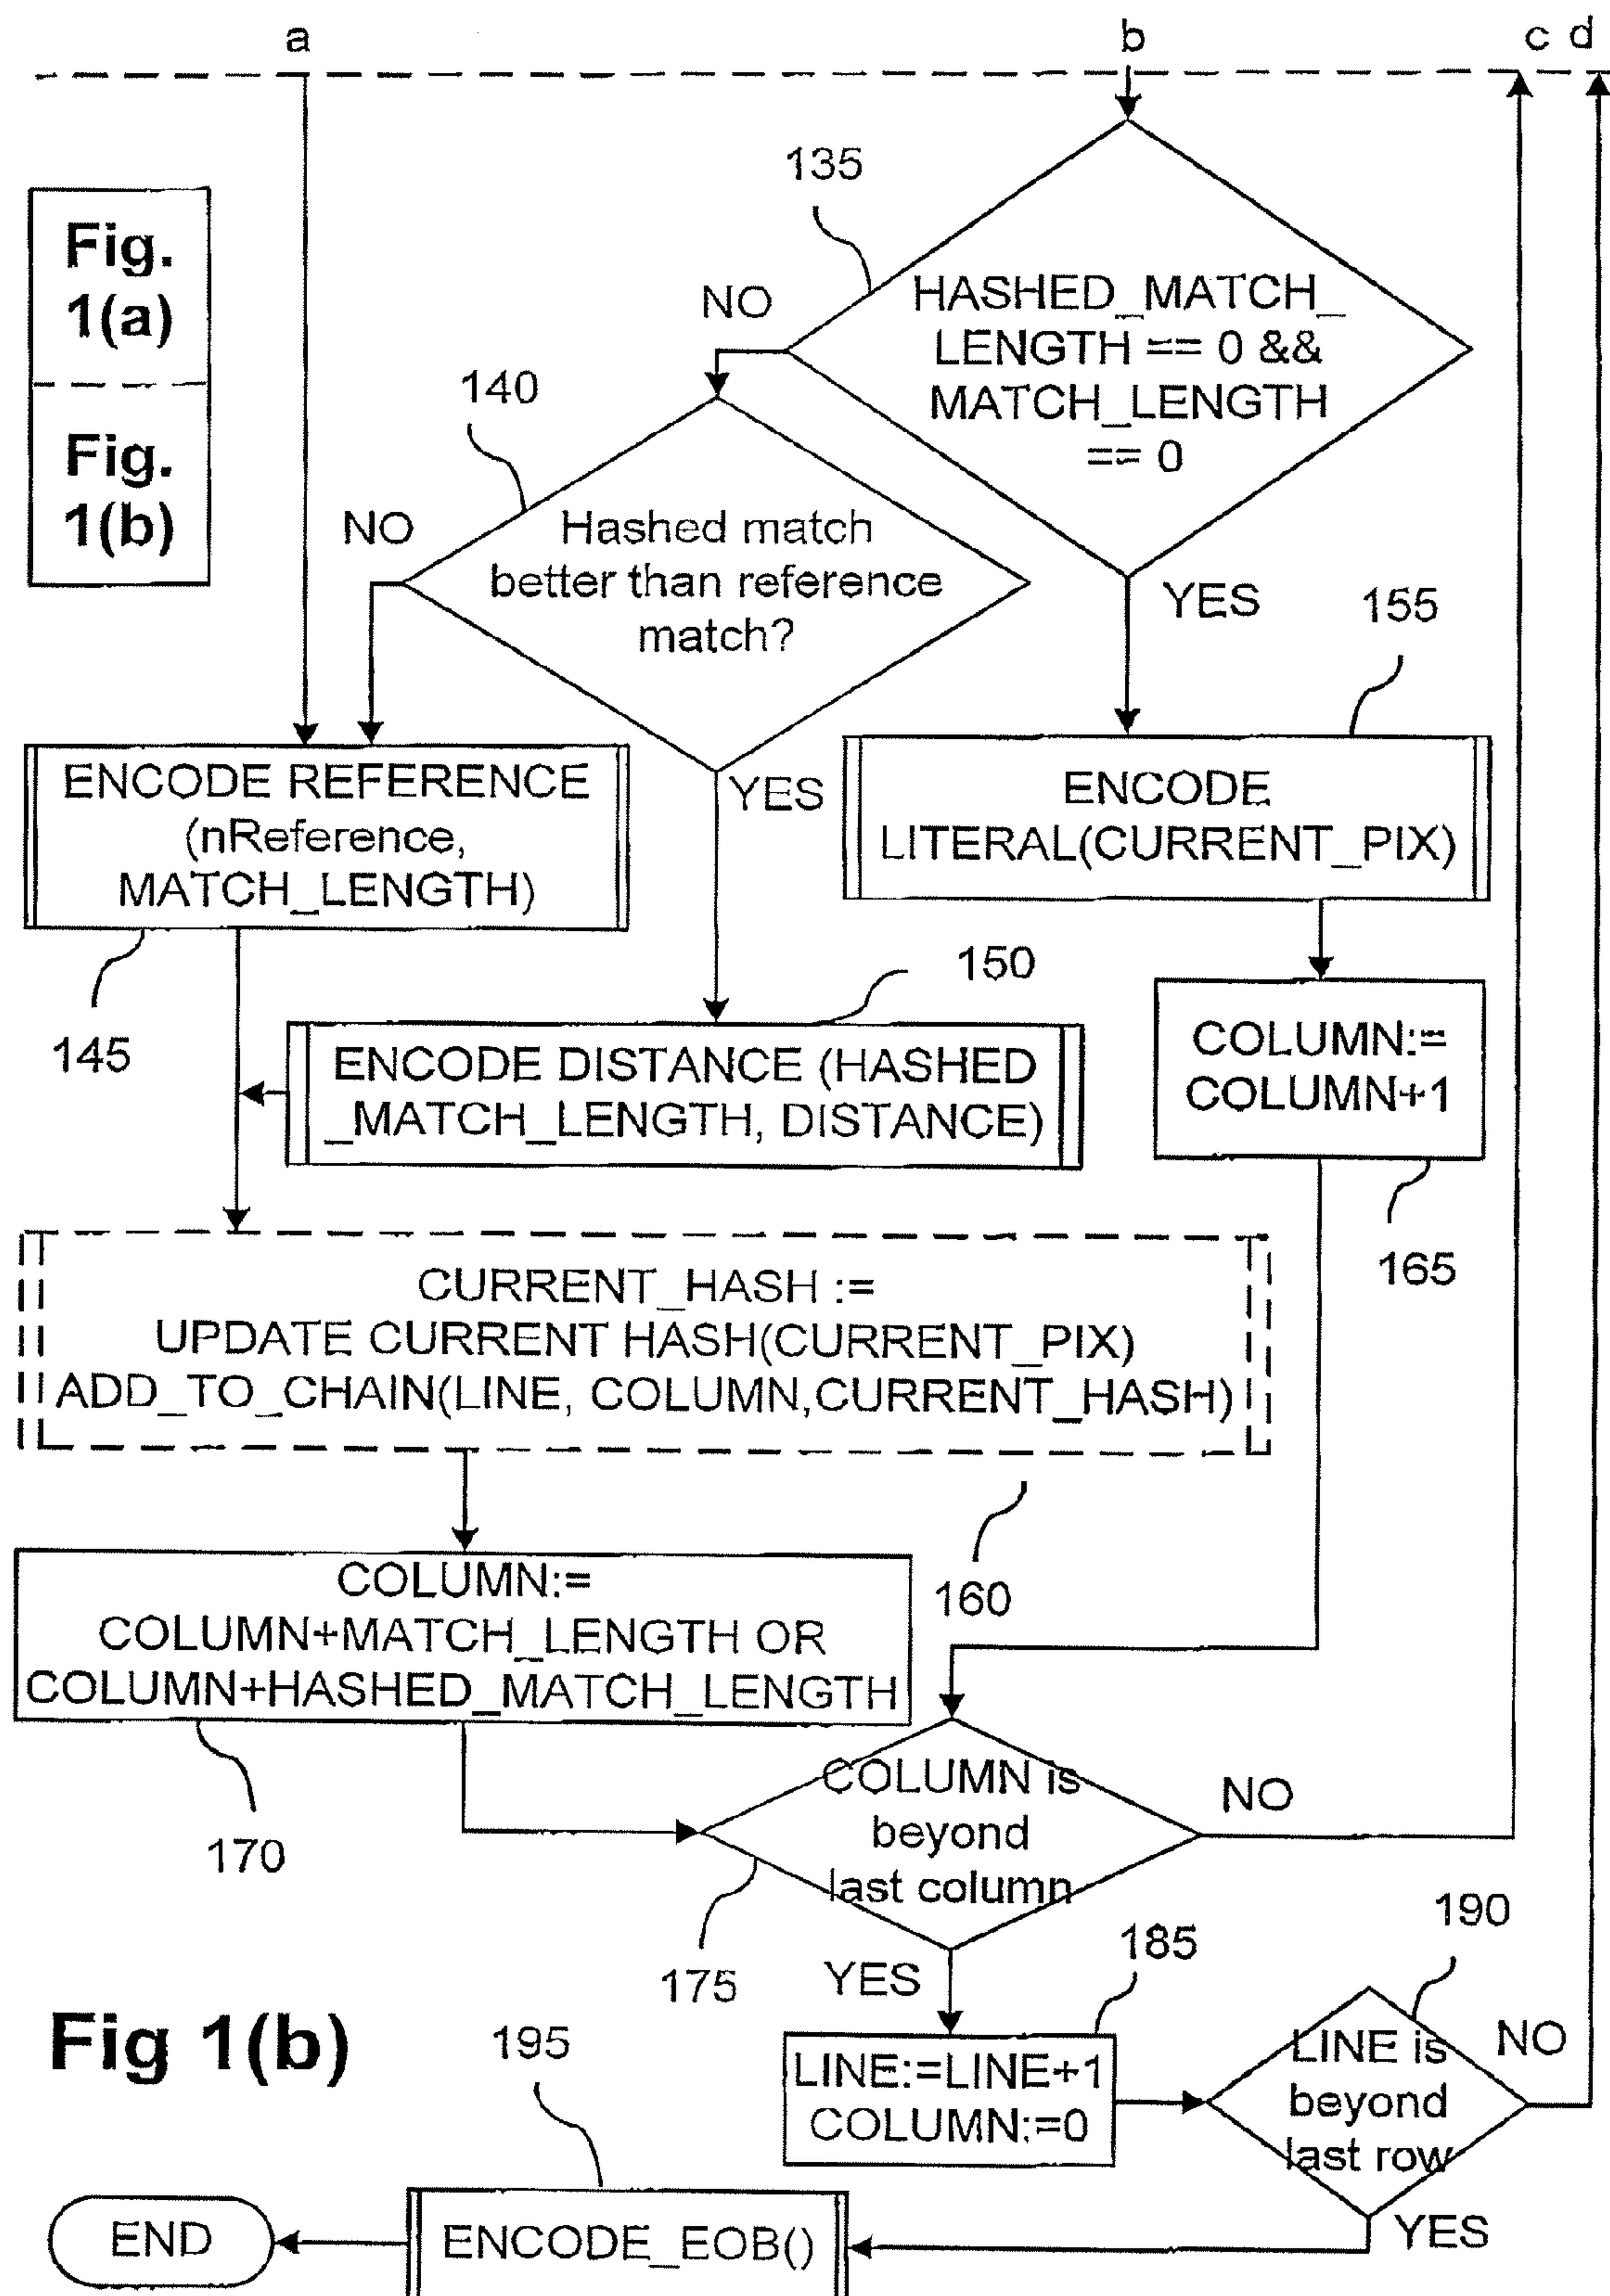 a
b
c d
135
Fig.
1(a)
Fig.
1(b)
NO
HASHED_MATCH_
LENGTH == 0 &&
MATCH_LENGTH
== 0
140
NO
Hashed match
better than reference
match?
YES
155
ENCODE REFERENCE
(nReference,
MATCH_LENGTH)
YES
ENCODE
LITERAL(CURRENT_PIX)
145
150
ENCODE DISTANCE (HASHED
_MATCH_LENGTH, DISTANCE)
COLUMN:=
COLUMN+1
165
CURRENT_HASH :=
UPDATE CURRENT HASH(CURRENT_PIX)
ADD_TO_CHAIN(LINE, COLUMN,CURRENT_HASH)
160
COLUMN:=
COLUMN+MATCH_LENGTH OR
COLUMN+HASHED_MATCH_LENGTH
170
COLUMN is
beyond
last column
NO
175
YES
185
190
Fig 1(b)
195
LINE:=LINE+1
COLUMN:=0
LINE is
beyond
last row
NO
YES
END
ENCODE_EOB()